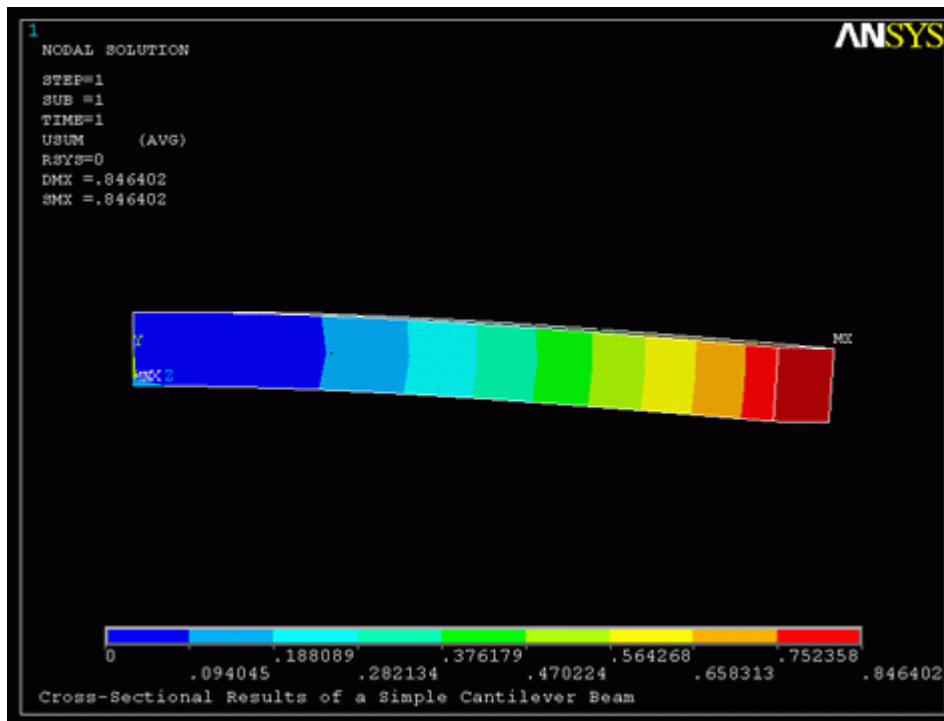 1
ANSYS
NODAL SOLUTION
STEP=1
SUB =1
TIME=1
USUM (AVG)
RSYS=0
DMX =.846402
SMX =.846402
MX
Y
Z
0 .188089 .376179 .564268 .752358
.094045 .282134 .470224 .658313 .846402
Cross-Sectional Results of a Simple Cantilever Beam